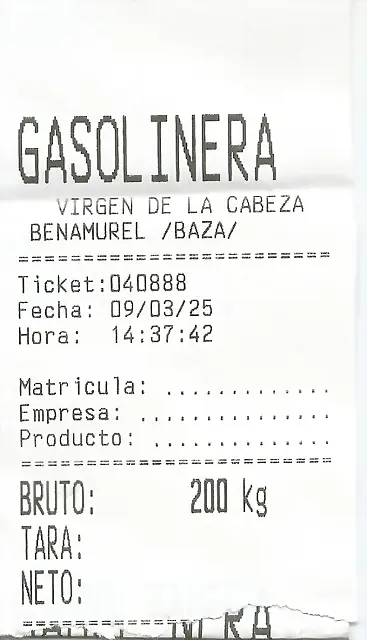 GASOLINERA
VIRGEN DE LA CABEZA
BENAMUREL /BAZA/
================================
Ticket:040888
Fecha: 09/03/25
Hora: 14:37:42
Matricula: .............
Empresa: ...............
Producto: ..............
================================
BRUTO: 200 kg
TARA:
NETO:
================================